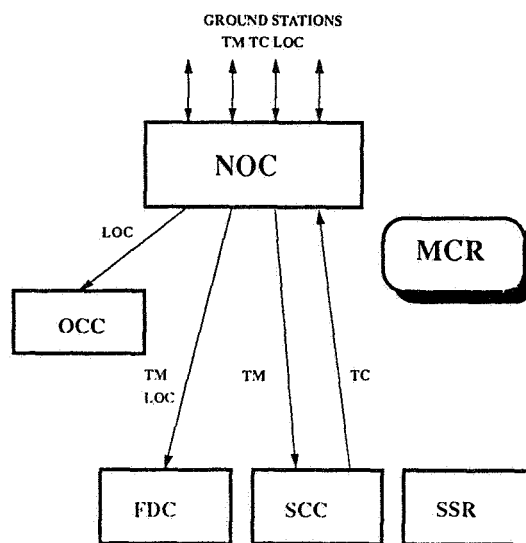 GROUND STATIONS
TM TC LOC
NOC
LOC
MCR
OCC
TM
LOC
TM
TC
FDC
SCC
SSR